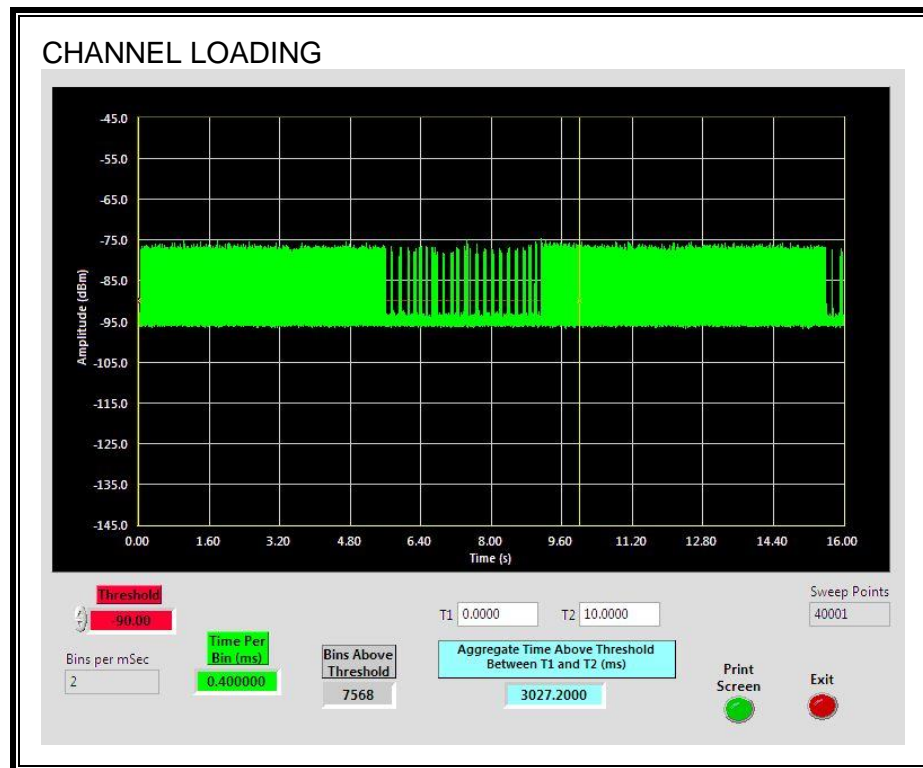 CHANNEL LOADING
-45.0
-55.0
-65.0
-75.0
-85.0
-95.0
-105.0
-115.0
-125.0
-135.0
-145.0
Amplitude (dBm)
0.00 1.60 3.20 4.80 6.40 8.00 9.60 11.20 12.80 14.40 16.00
Time (s)
Threshold
-90.00
Bins per mSec
2
Time Per
Bin (ms)
0.400000
Bins Above
Threshold
7568
T1 0.0000 T2 10.0000
Aggregate Time Above Threshold
Between T1 and T2 (ms)
3027.2000
Sweep Points
40001
Print
Screen
Exit